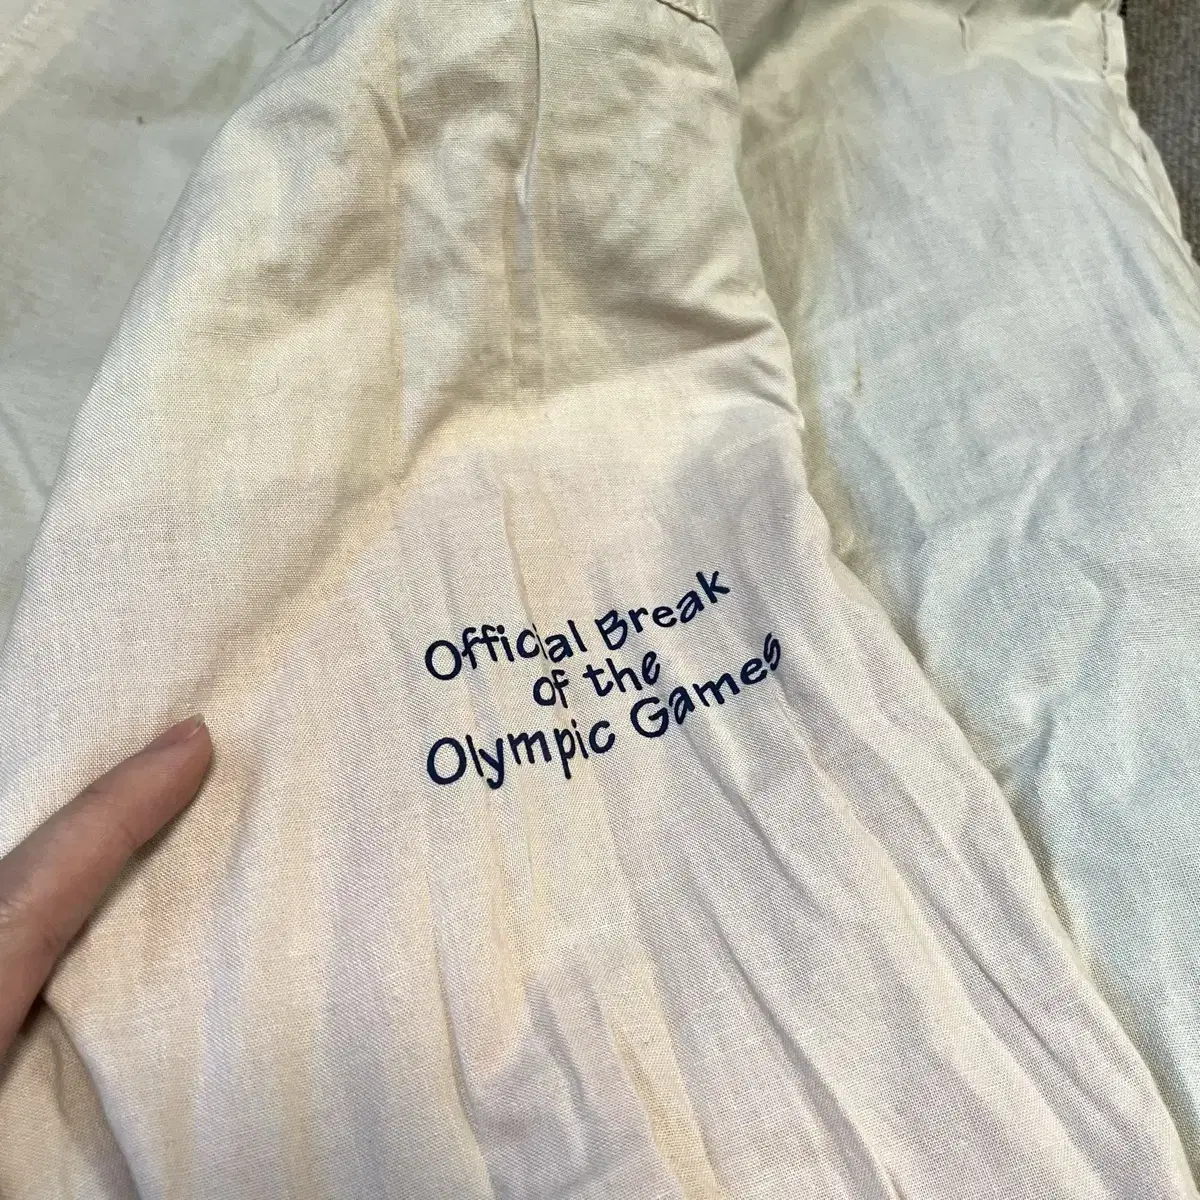 Official Break
of the
Olympic Games